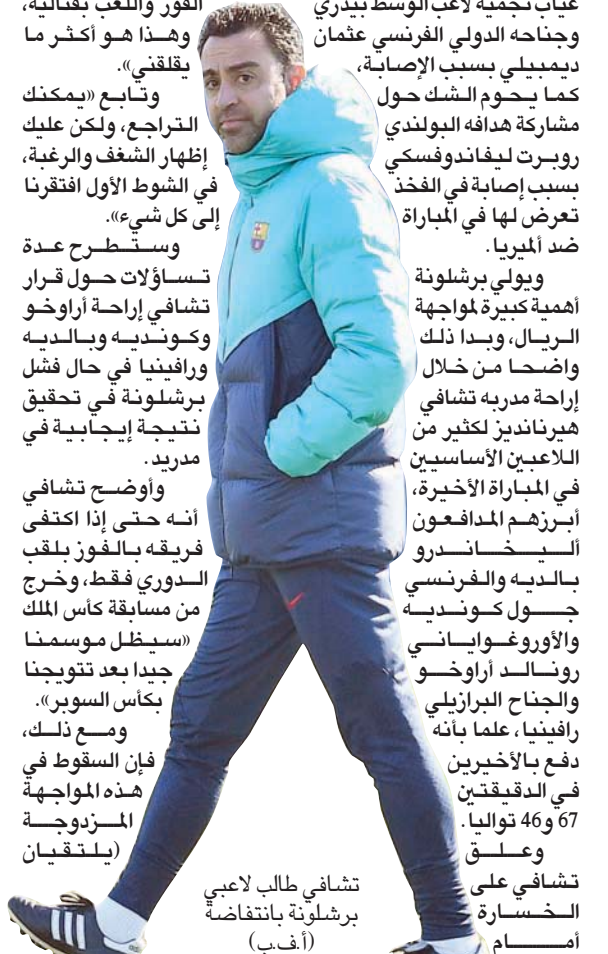 غياب نجميه لاعب الوسط بيدري
وجناحه الدولي الفرنسي عثمان
ديمبيلي بسبب الإصابة،
كما يحوم الشك حول
مشاركة هدافه البولندي
روبرت ليفاندوفسكي
بسبب إصابة في الفخذ
تعرض لها في المباراة
ضد ألميريا.
ويولي برشلونة
أهمية كبيرة لمواجهة
الريال، وبدا ذلك
واضحا من خلال
إراحة مدربه تشافي
هيرنانديز لكثير من
اللاعبين الأساسيين
في المباراة الأخيرة،
أبرزهم المدافعون
أليخاندرو
بالديه والفرنسي
جول كونديه
والأوروغواياني
رونالد أراوخو
والجناح البرازيلي
رافينيا، علما بأنه
دفع بالأخيرين
في الدقيقتين
67 و46 تواليا.
وعلق
تشافي على
الخسارة
أمام
الفوز واللعب بقتالية،
وهذا هو أكثر ما
يقلقني».
وتابع «يمكنك
التراجع، ولكن عليك
إظهار الشغف والرغبة،
في الشوط الأول افتقرنا
إلى كل شيء».
وستطرح عدة
تساؤلات حول قرار
تشافي إراحة أراوخو
وكونديه وبالديه
ورافينيا في حال فشل
برشلونة في تحقيق
نتيجة إيجابية في
مدريد.
وأوضح تشافي
أنه حتى إذا اكتفى
فريقه بالفوز بلقب
الدوري فقط، وخرج
من مسابقة كأس الملك
«سيظل موسمنا
جيدا بعد تتويجنا
بكأس السوبر».
ومع ذلك،
فإن السقوط في
هذه المواجهة
المزدوجة
(يلتقيان
تشافي طالب لاعبي
برشلونة بانتفاضة
(أ.ف.ب)